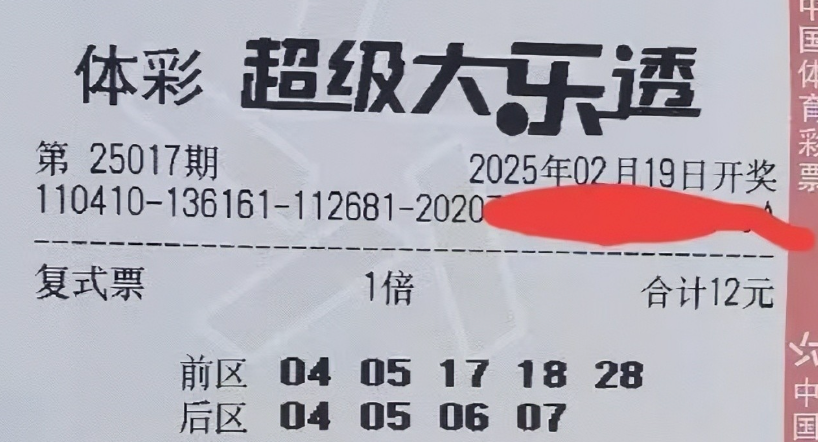 体彩 超级大乐透
第 25017期 2025年02月19日开奖
110410-136161-112681-2020
复式票 1倍 合计12元
前区 04 05 17 18 28
后区 04 05 06 07
中国体育彩票
中国